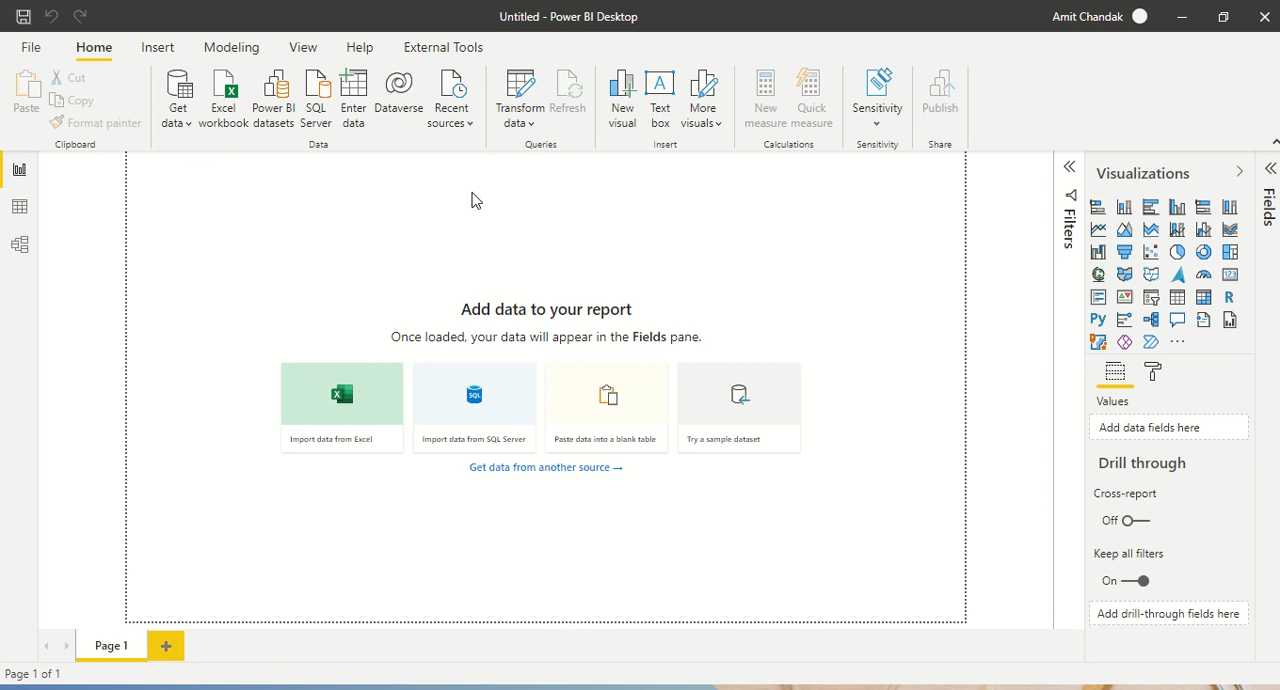 Untitled - Power BI Desktop
Amit Chandak
File Home Insert Modeling View Help External Tools
Paste
Cut
Copy
Format painter
Clipboard
Get data
Excel workbook
Power BI datasets
SQL Server
Enter data
Dataverse
Recent sources
Data
Transform data
Refresh
Queries
New visual
Text box
More visuals
Insert
New measure
Quick measure
Calculations
Sensitivity
Sensitivity
Publish
Share
Filters
Visualizations
Fields
123
R
Py
Values
Add data fields here
Drill through
Cross-report
Off
Keep all filters
On
Add drill-through fields here
Add data to your report
Once loaded, your data will appear in the Fields pane.
SQL
Import data from Excel
Import data from SQL Server
Paste data into a blank table
Try a sample dataset
Get data from another source →
Page 1
Page 1 of 1